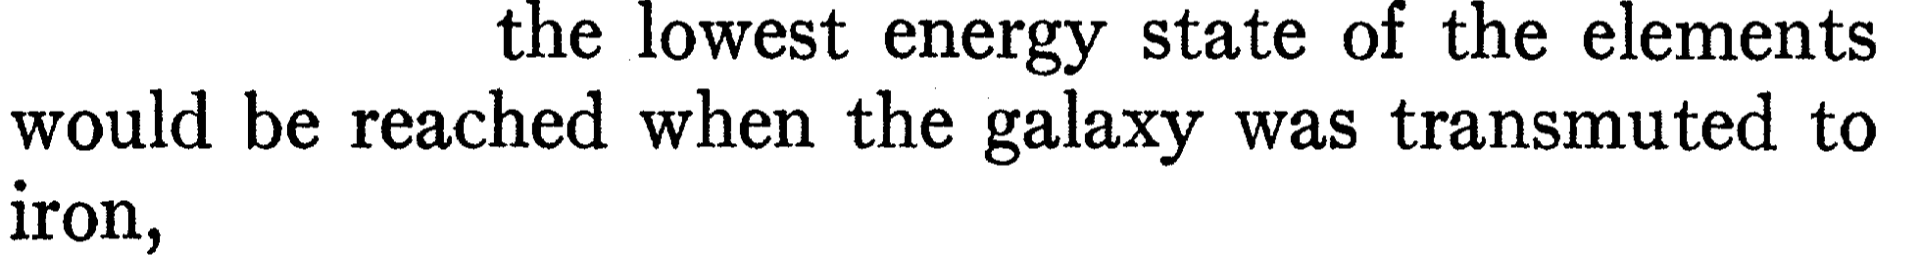 the lowest energy state of the elements
would be reached when the galaxy was transmuted to
iron,